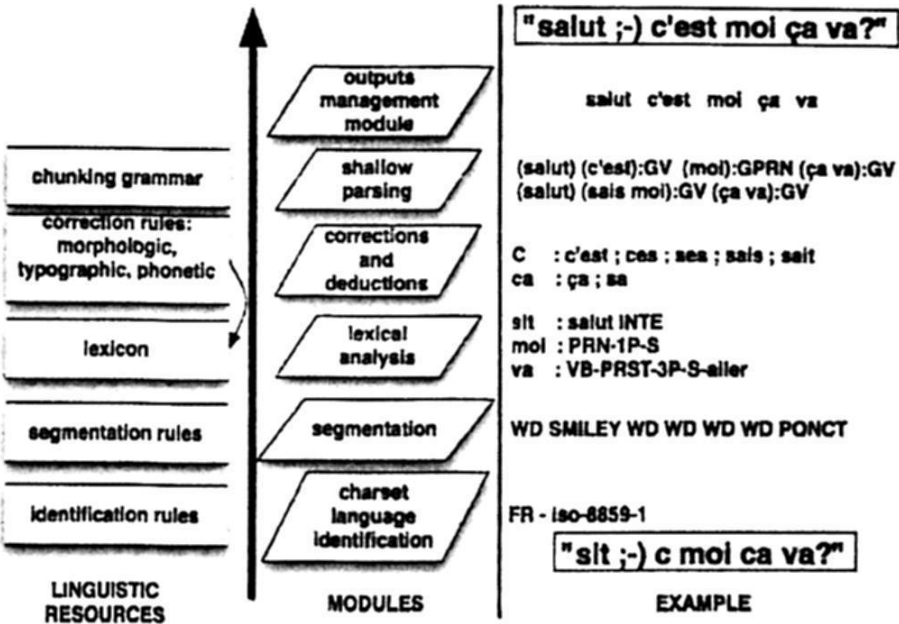 "salut ;-) c'est moi ça va?"
outputs
management
module
salut c'est moi ça va
chunking grammar
shallow
parsing
(salut) (c'est):GV (moi):GPRN (ça va):GV
(salut) (sais moi):GV (ça va):GV
correction rules:
morphologic,
typographic, phonetic
corrections
and
deductions
C : c'est ; ces ; ses ; sais ; sait
ca : ça ; sa
lexicon
lexical
analysis
slt : salut INTE
moi : PRN-1P-S
va : VB-PRST-3P-S-aller
segmentation rules
segmentation
WD SMILEY WD WD WD WD PONCT
identification rules
charset
language
identification
FR - iso-8859-1
"slt ;-) c moi ca va?"
LINGUISTIC
RESOURCES
MODULES
EXAMPLE